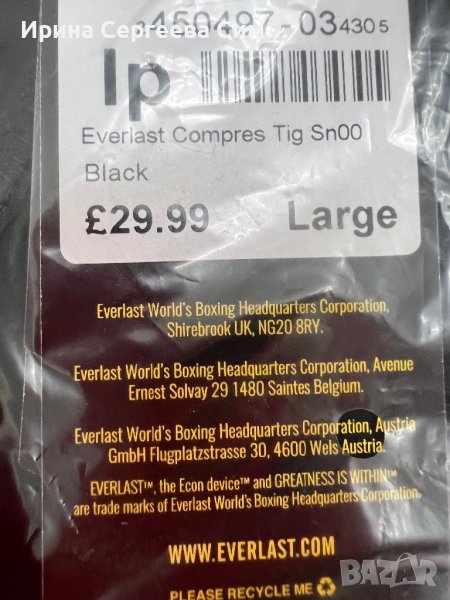 Ирина Сергеева Сип
450497-03 4305
lp
Everlast Compres Tig Sn00
Black
£29.99 Large
Everlast World's Boxing Headquarters Corporation,
Shirebrook UK, NG20 8RY.
Everlast World's Boxing Headquarters Corporation, Avenue
Ernest Solvay 29 1480 Saintes Belgium.
Everlast World's Boxing Headquarters Corporation, Austria
GmbH Flugplatzstrasse 30, 4600 Wels Austria.
EVERLAST™, the Econ device™ and GREATNESS IS WITHIN™
are trade marks of Everlast World's Boxing Headquarters Corporation.
WWW.EVERLAST.COM
PLEASE RECYCLE ME
BAZAR